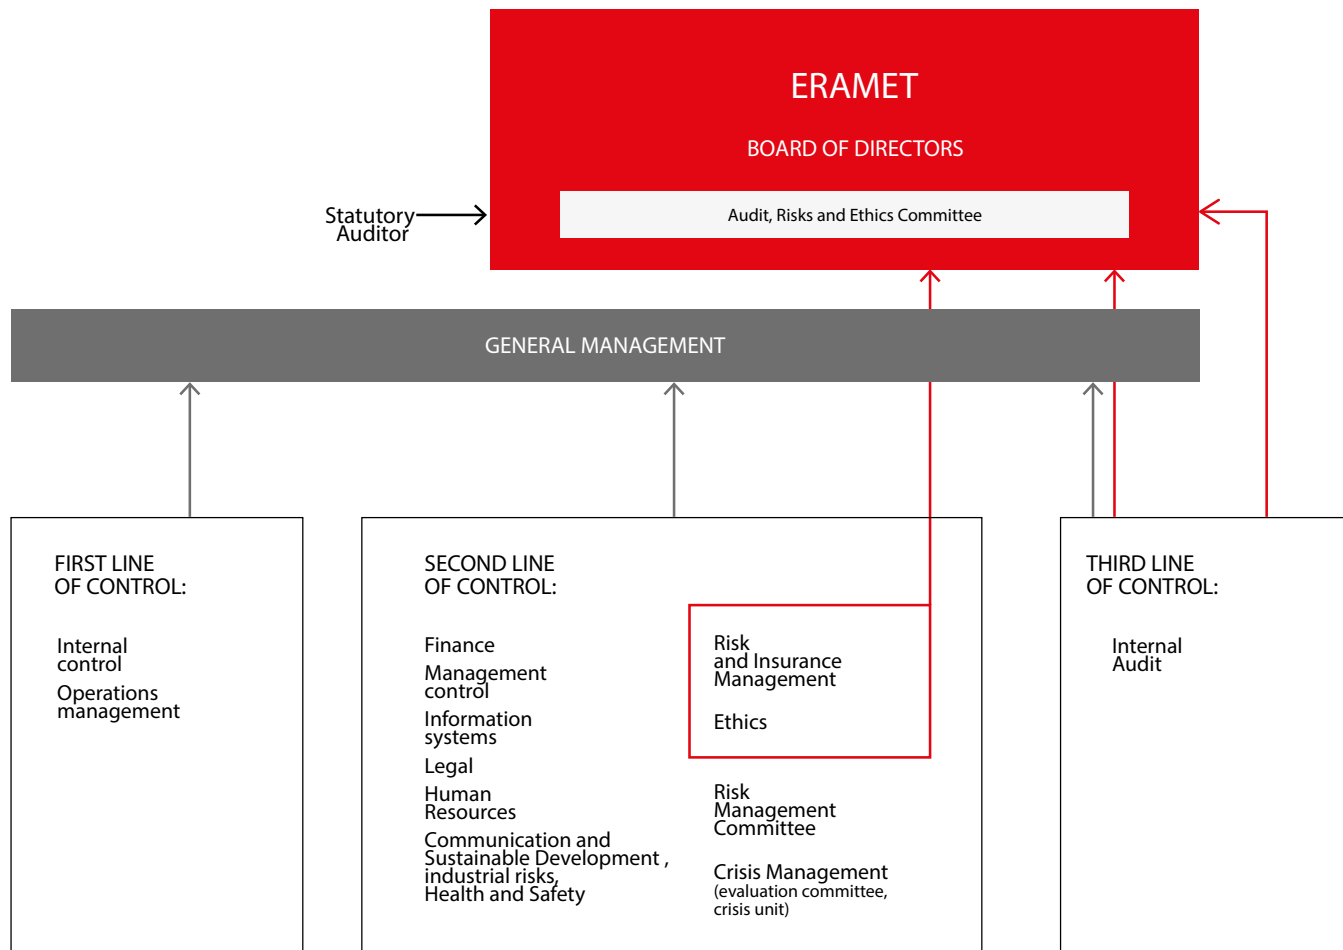 ERAMET
BOARD OF DIRECTORS
Audit, Risks and Ethics Committee
Statutory
Auditor
GENERAL MANAGEMENT
FIRST LINE
OF CONTROL:
Internal
control
Operations
management
SECOND LINE
OF CONTROL:
Finance
Management
control
Information
systems
Legal
Human
Resources
Communication and
Sustainable Development ,
industrial risks,
Health and Safety
Risk
and Insurance
Management
Ethics
Risk
Management
Committee
Crisis Management
(evaluation committee,
crisis unit)
THIRD LINE
OF CONTROL:
Internal
Audit